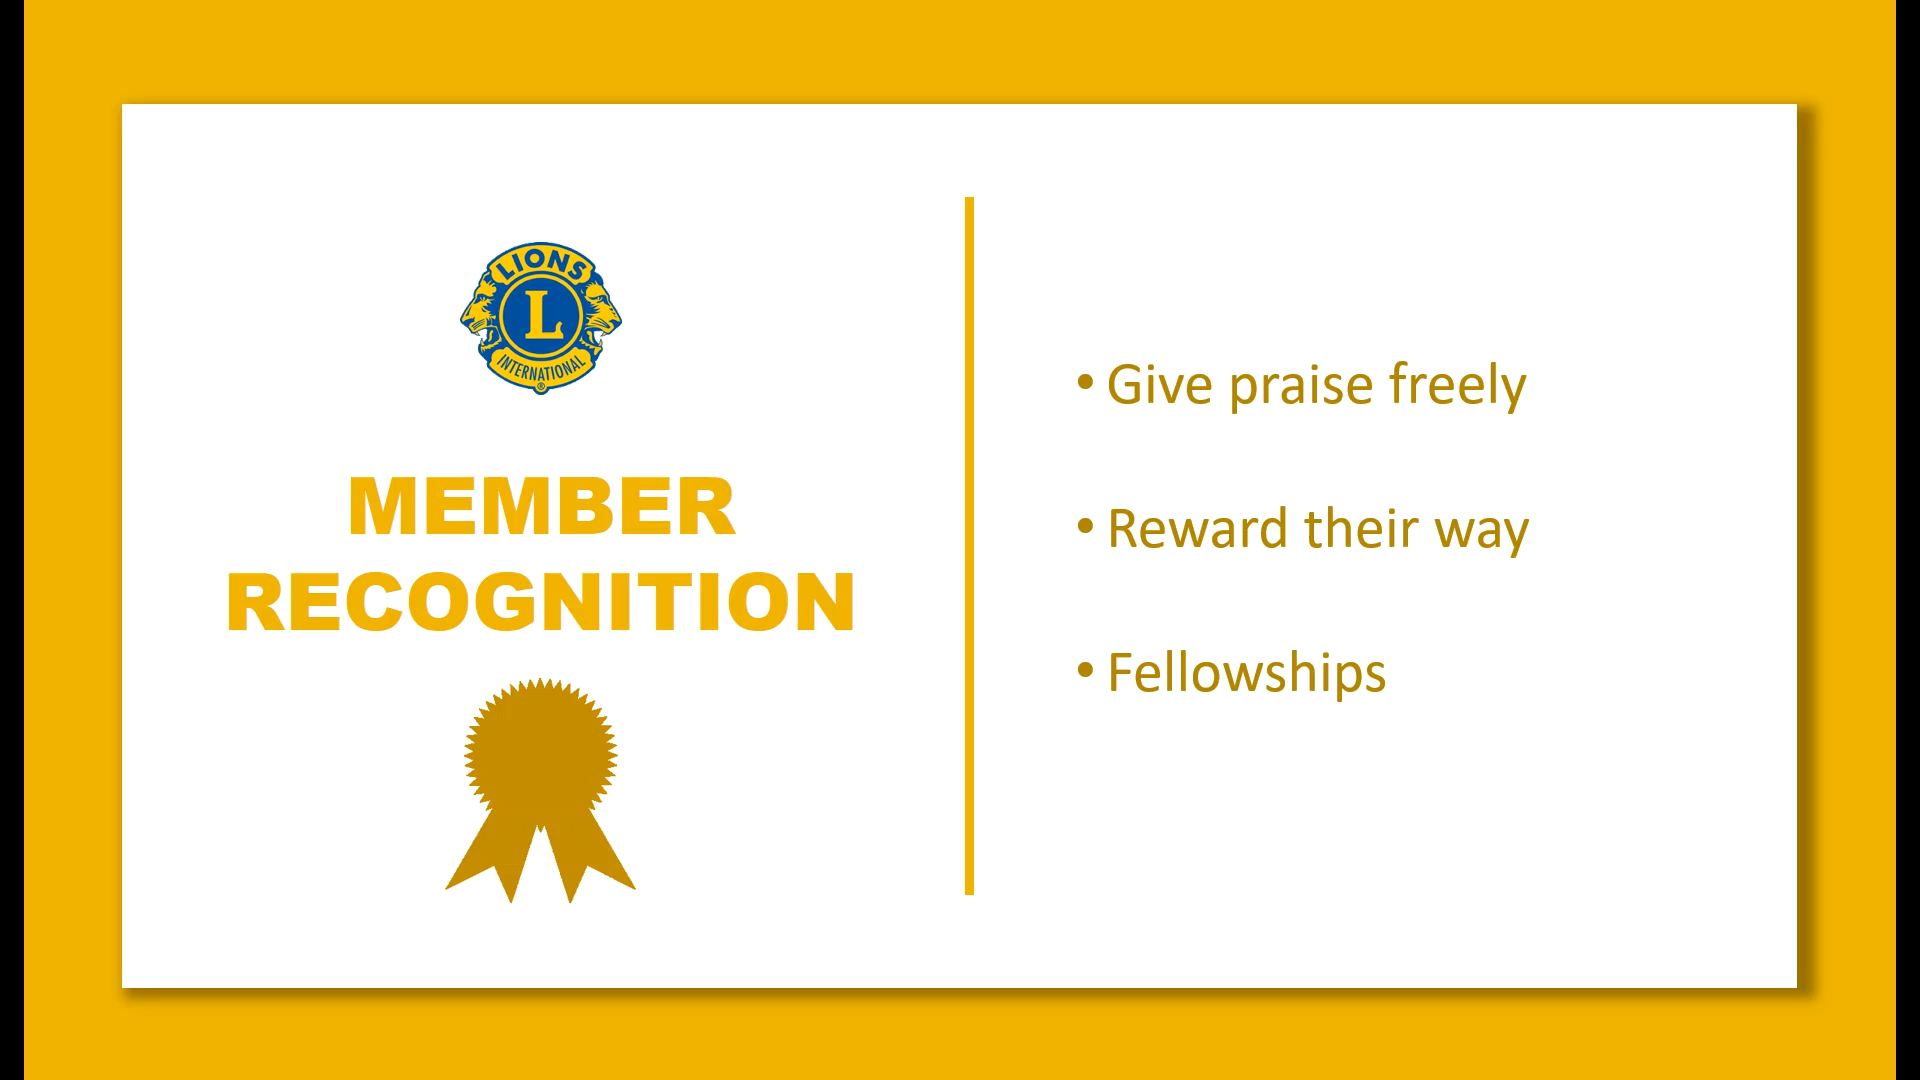 LIONS
L
INTERNATIONAL
®
MEMBER
RECOGNITION
• Give praise freely
• Reward their way
• Fellowships